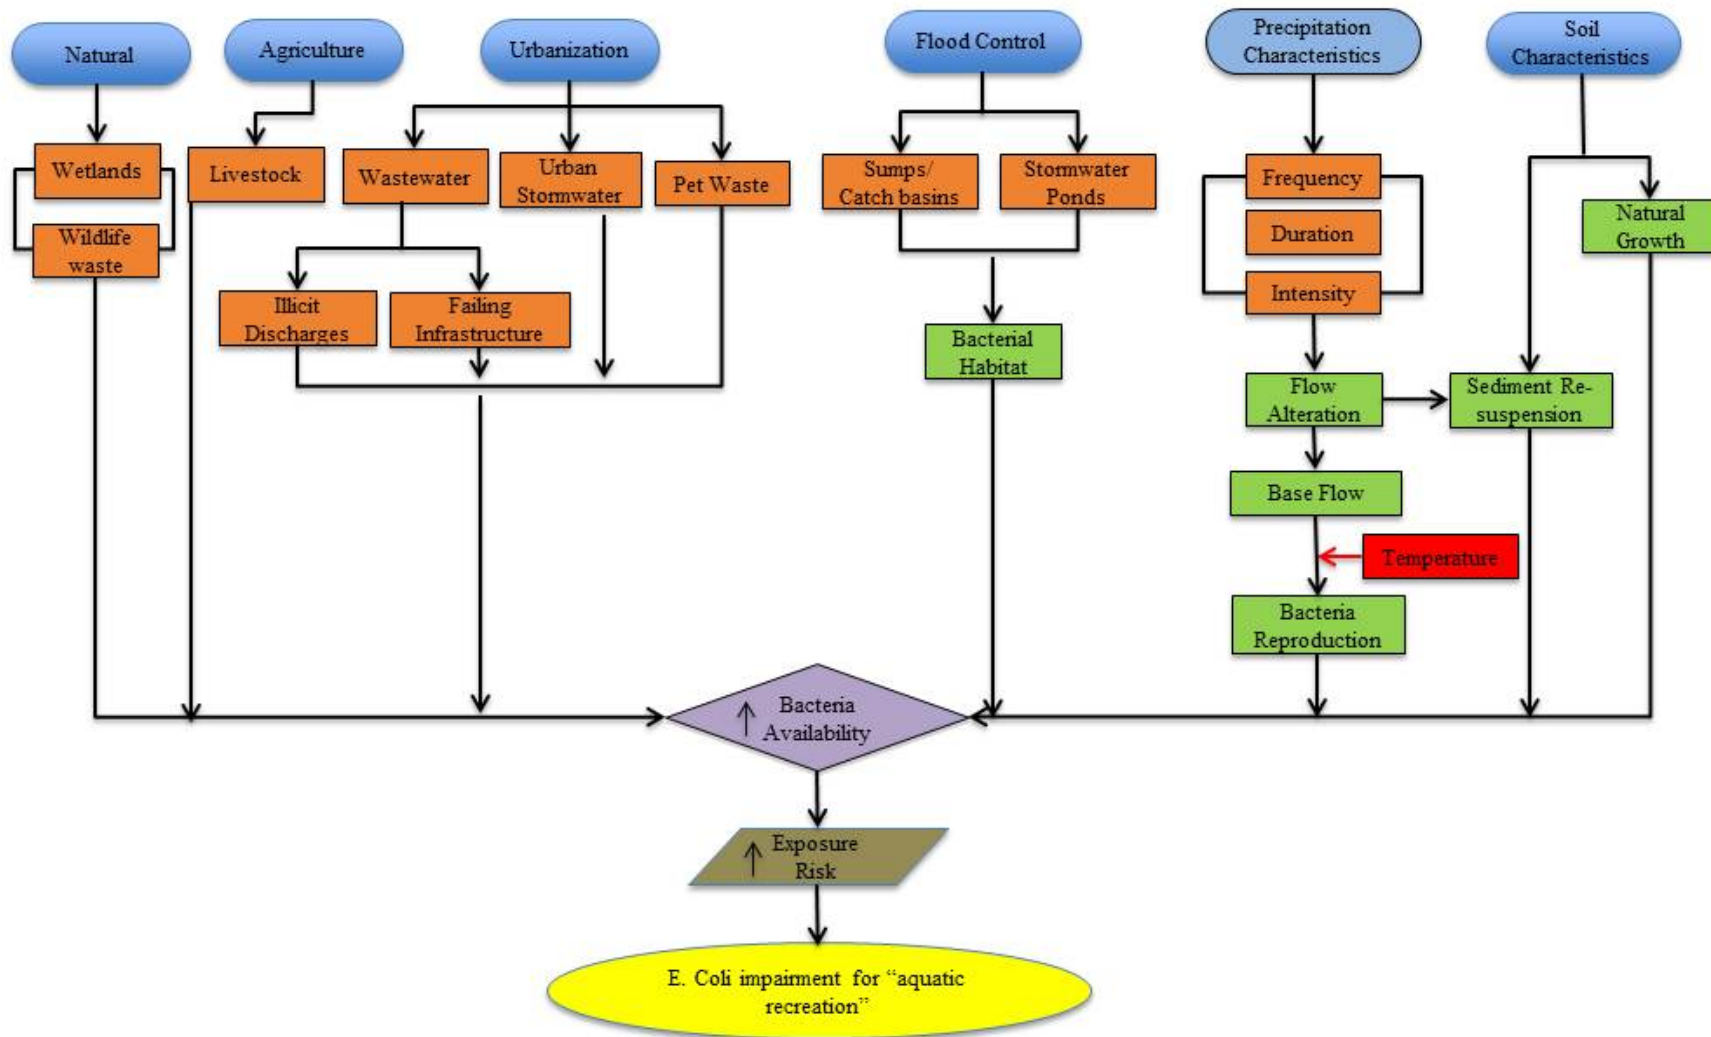 Natural
Agriculture
Urbanization
Flood Control
Precipitation
Characteristics
Soil
Characteristics
Wetlands
Wildlife
waste
Livestock
Wastewater
Urban
Stormwater
Pet Waste
Illicit
Discharges
Failing
Infrastructure
Sumps/
Catch basins
Stormwater
Ponds
Bacterial
Habitat
Frequency
Duration
Intensity
Natural
Growth
Flow
Alteration
Sediment Re-
suspension
Base Flow
Temperature
Bacteria
Reproduction
↑ Bacteria
Availability
↑ Exposure
Risk
E. Coli impairment for “aquatic
recreation”